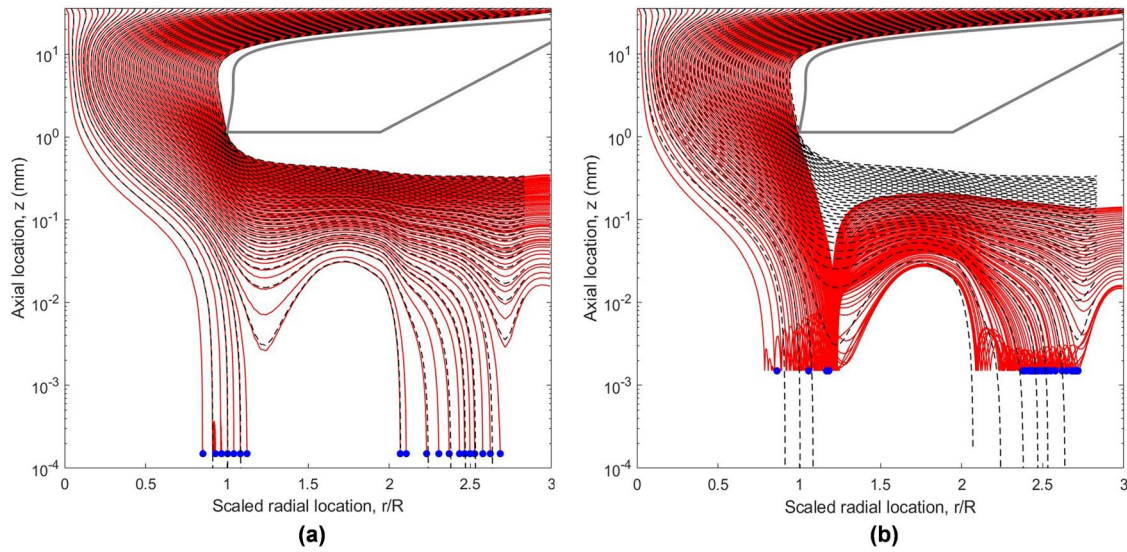 10¹
10⁰
10⁻¹
10⁻²
10⁻³
10⁻⁴
Axial location, z (mm)
0 0.5 1 1.5 2 2.5 3
Scaled radial location, r/R
(a)
10¹
10⁰
10⁻¹
10⁻²
10⁻³
10⁻⁴
Axial location, z (mm)
0 0.5 1 1.5 2 2.5 3
Scaled radial location, r/R
(b)